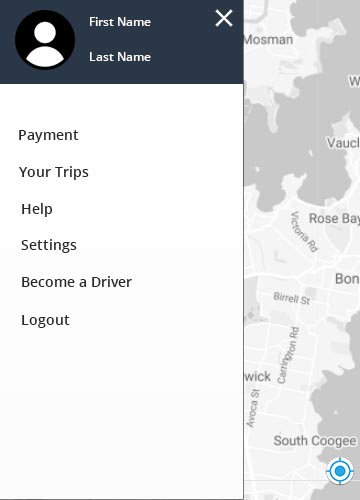 First Name
Last Name
Payment
Your Trips
Help
Settings
Become a Driver
Logout
Mosman
W
Vaucl
Rose Bay
Victoria Rd
Bon
Birrell St
Carrington Rd
wick
Avoca St
South Coogee